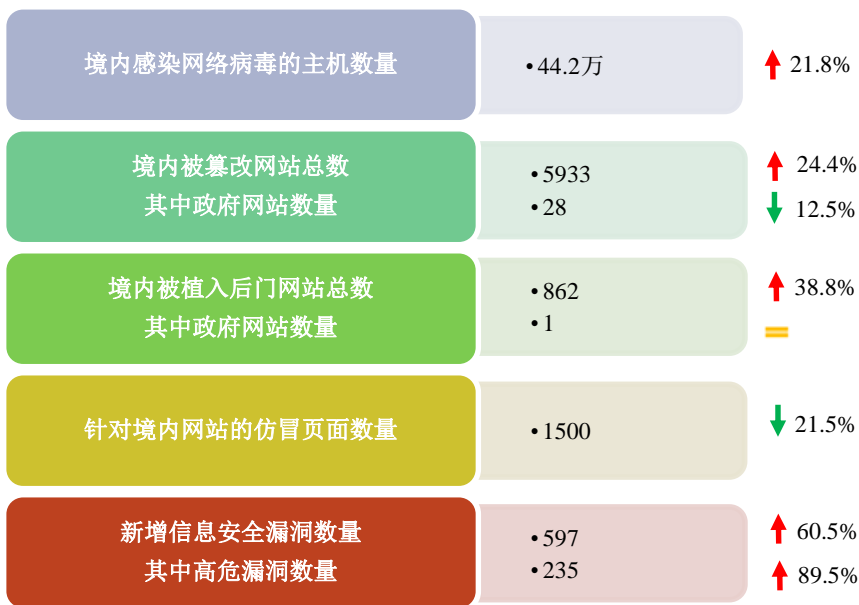 境内感染网络病毒的主机数量
•44.2万
21.8%
境内被篡改网站总数
其中政府网站数量
•5933
•28
24.4%
12.5%
境内被植入后门网站总数
其中政府网站数量
•862
•1
38.8%
针对境内网站的仿冒页面数量
•1500
21.5%
新增信息安全漏洞数量
其中高危漏洞数量
•597
•235
60.5%
89.5%